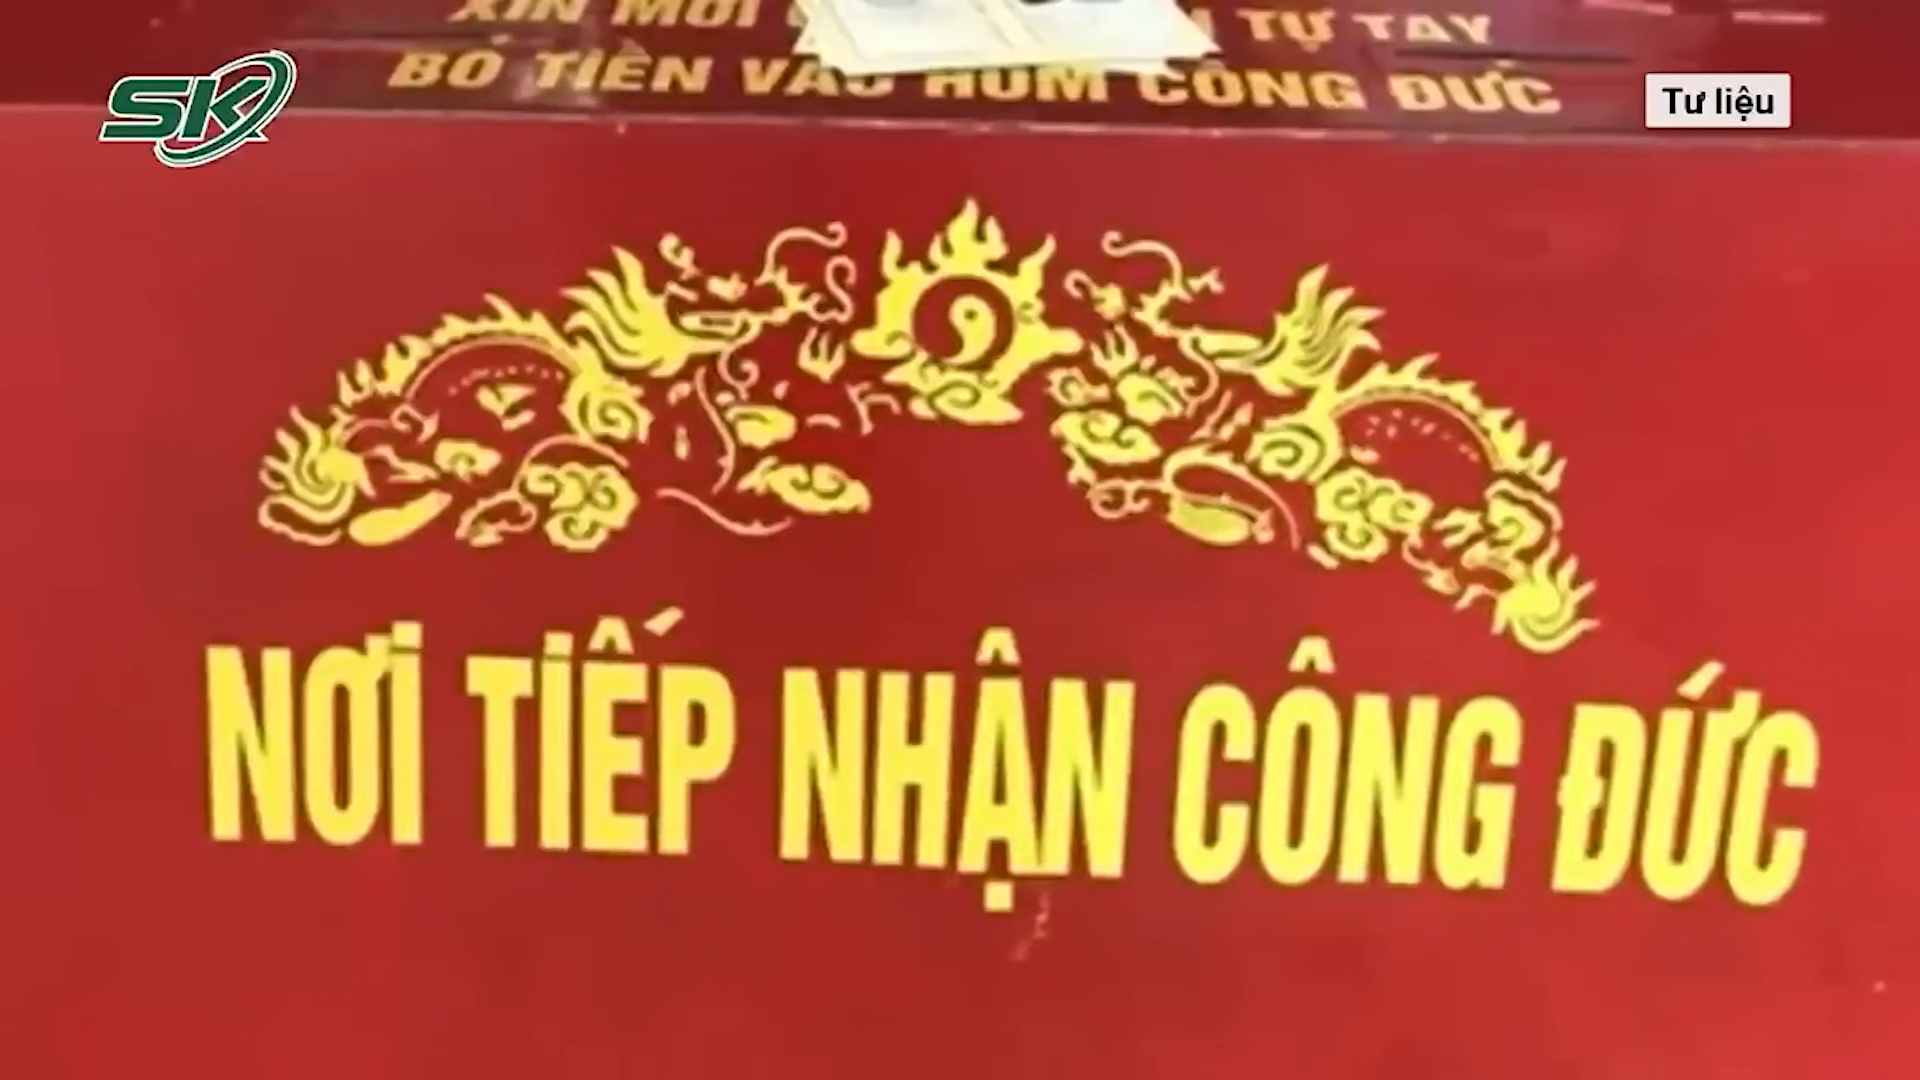 XIN MỜI TỰ TAY
BỎ TIỀN VÀO HÒM CÔNG ĐỨC
SK
Tư liệu
NƠI TIẾP NHẬN CÔNG ĐỨC